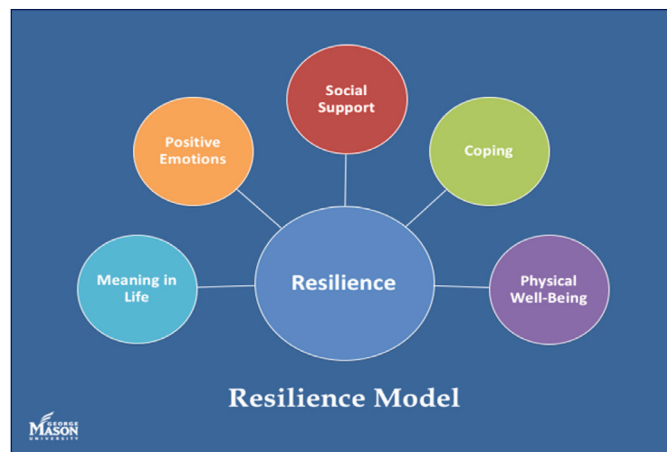 Social
Support
Positive
Emotions
Coping
Meaning in
Life
Resilience
Physical
Well-Being
Resilience Model
GEORGE
MASON
UNIVERSITY